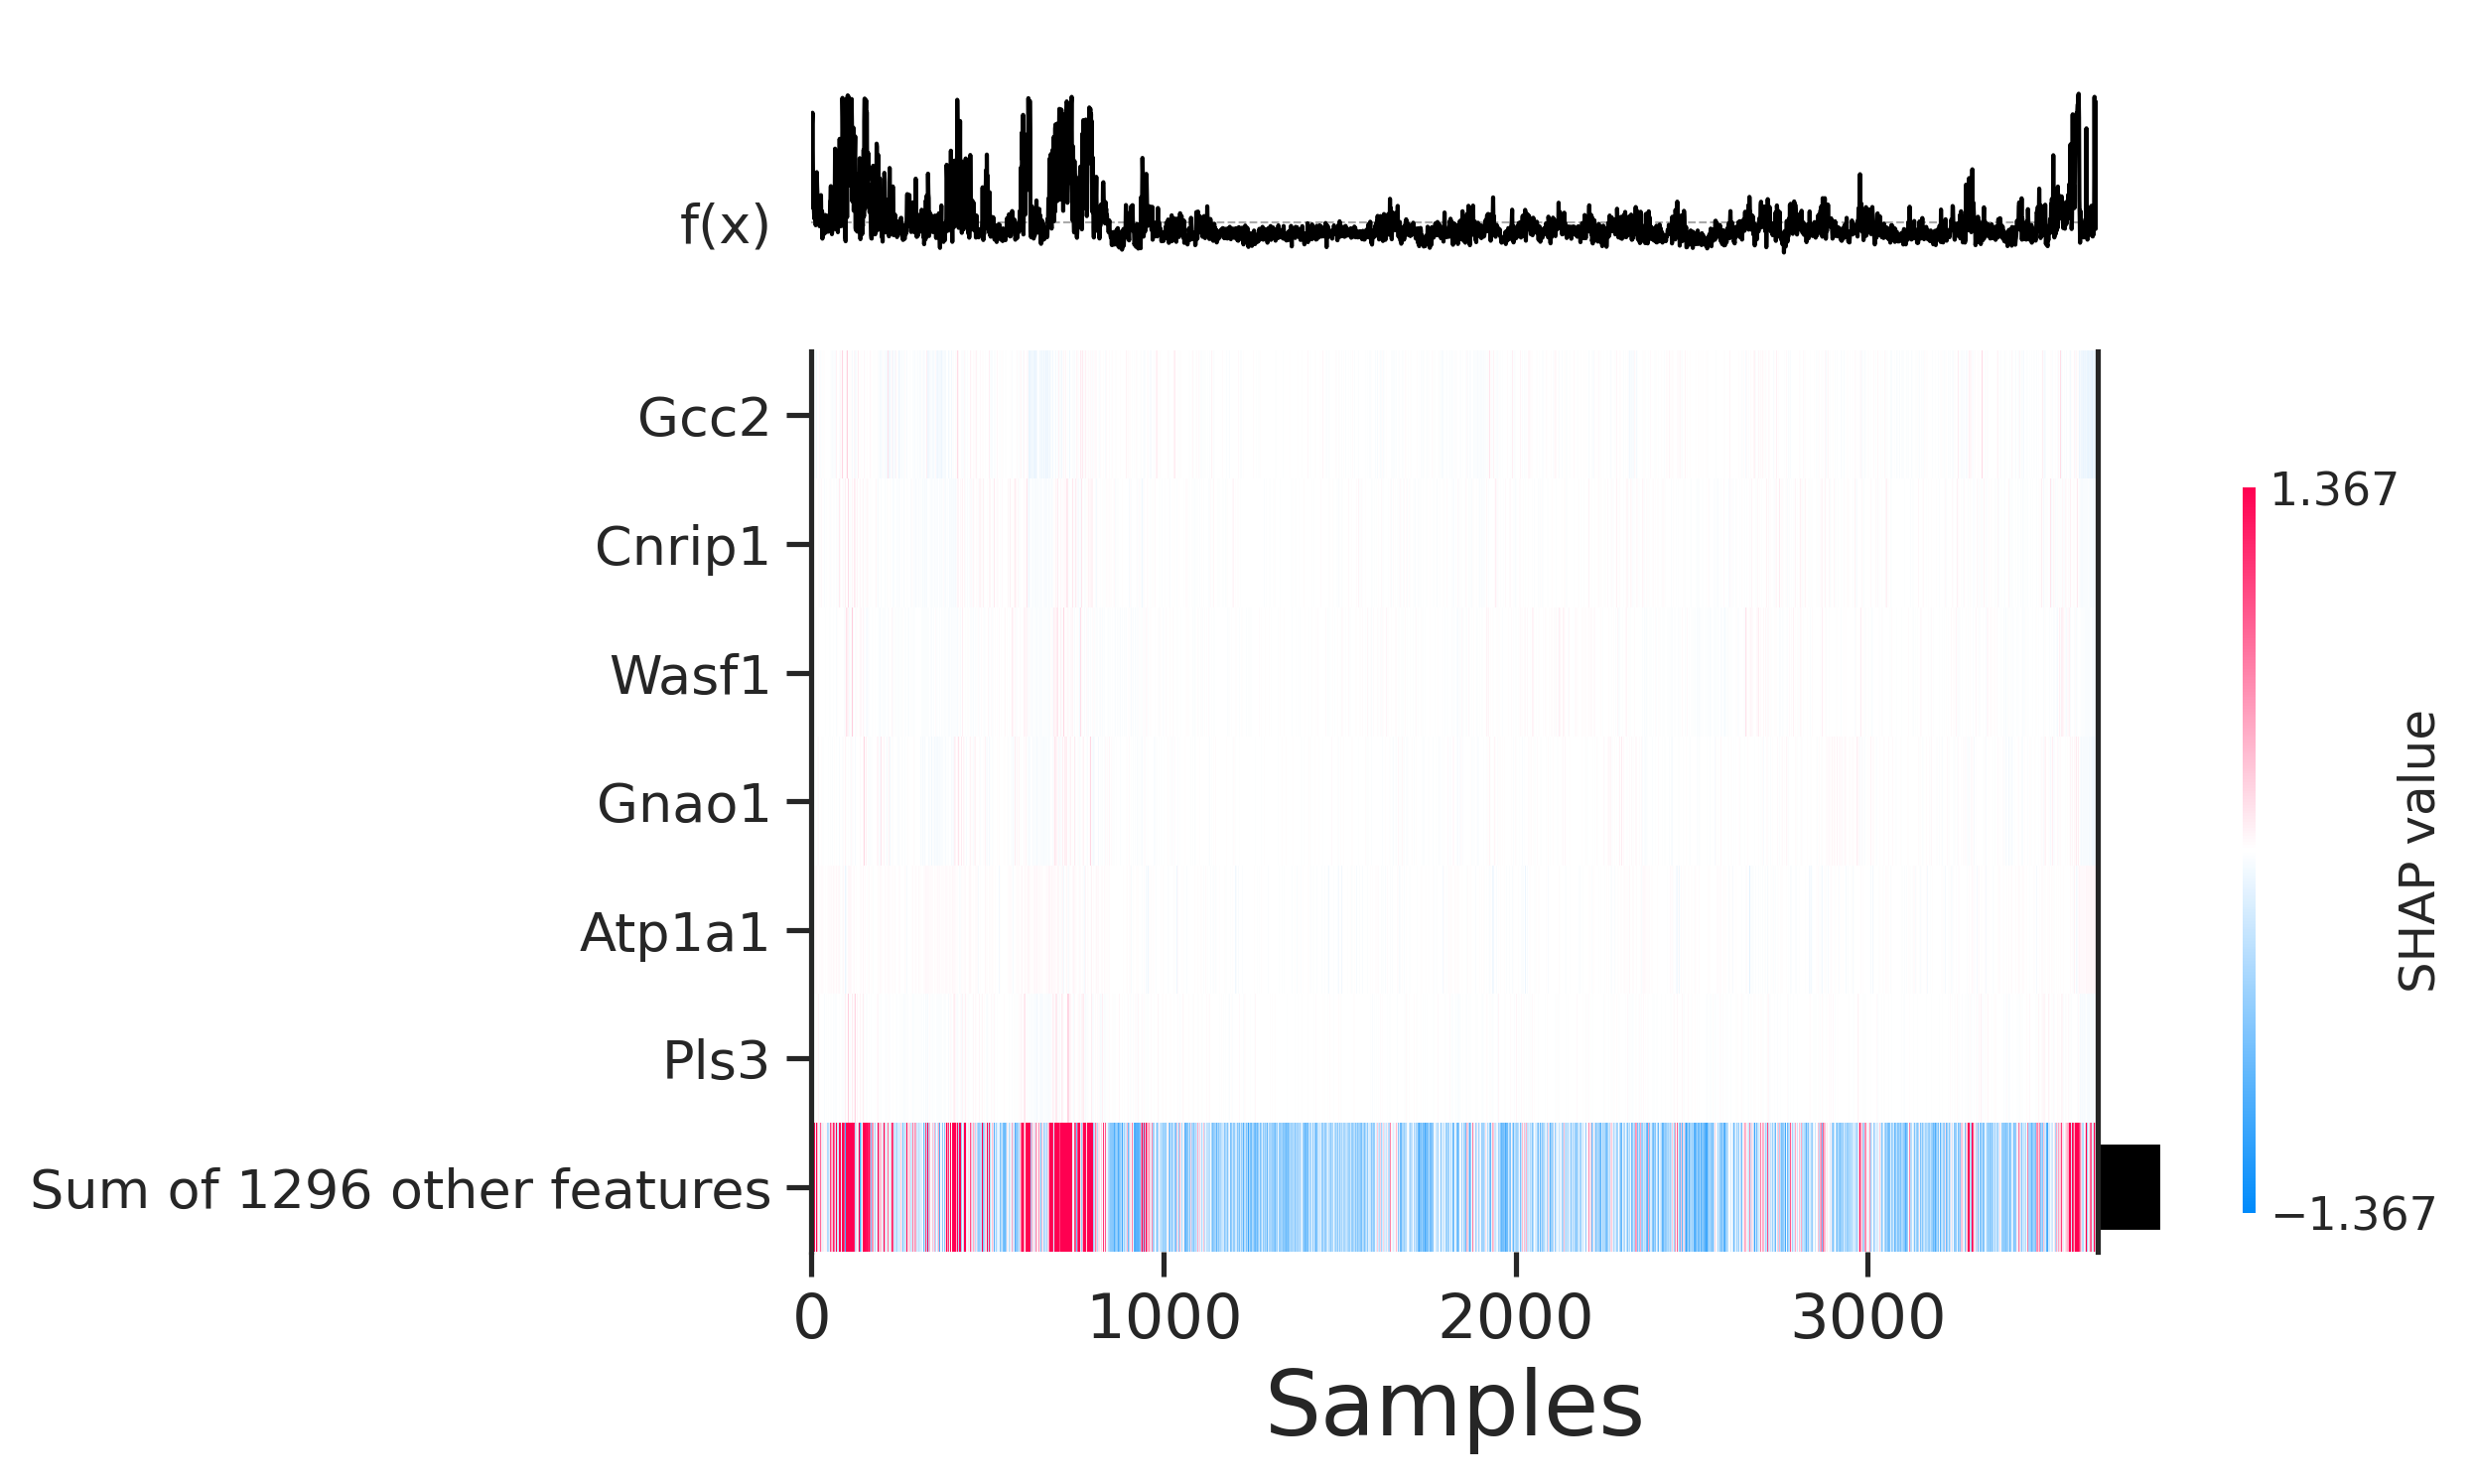 f(x)
Gcc2
Cnrip1
Wasf1
Gnao1
Atp1a1
Pls3
Sum of 1296 other features
0
1000
2000
3000
Samples
1.367
SHAP value
−1.367